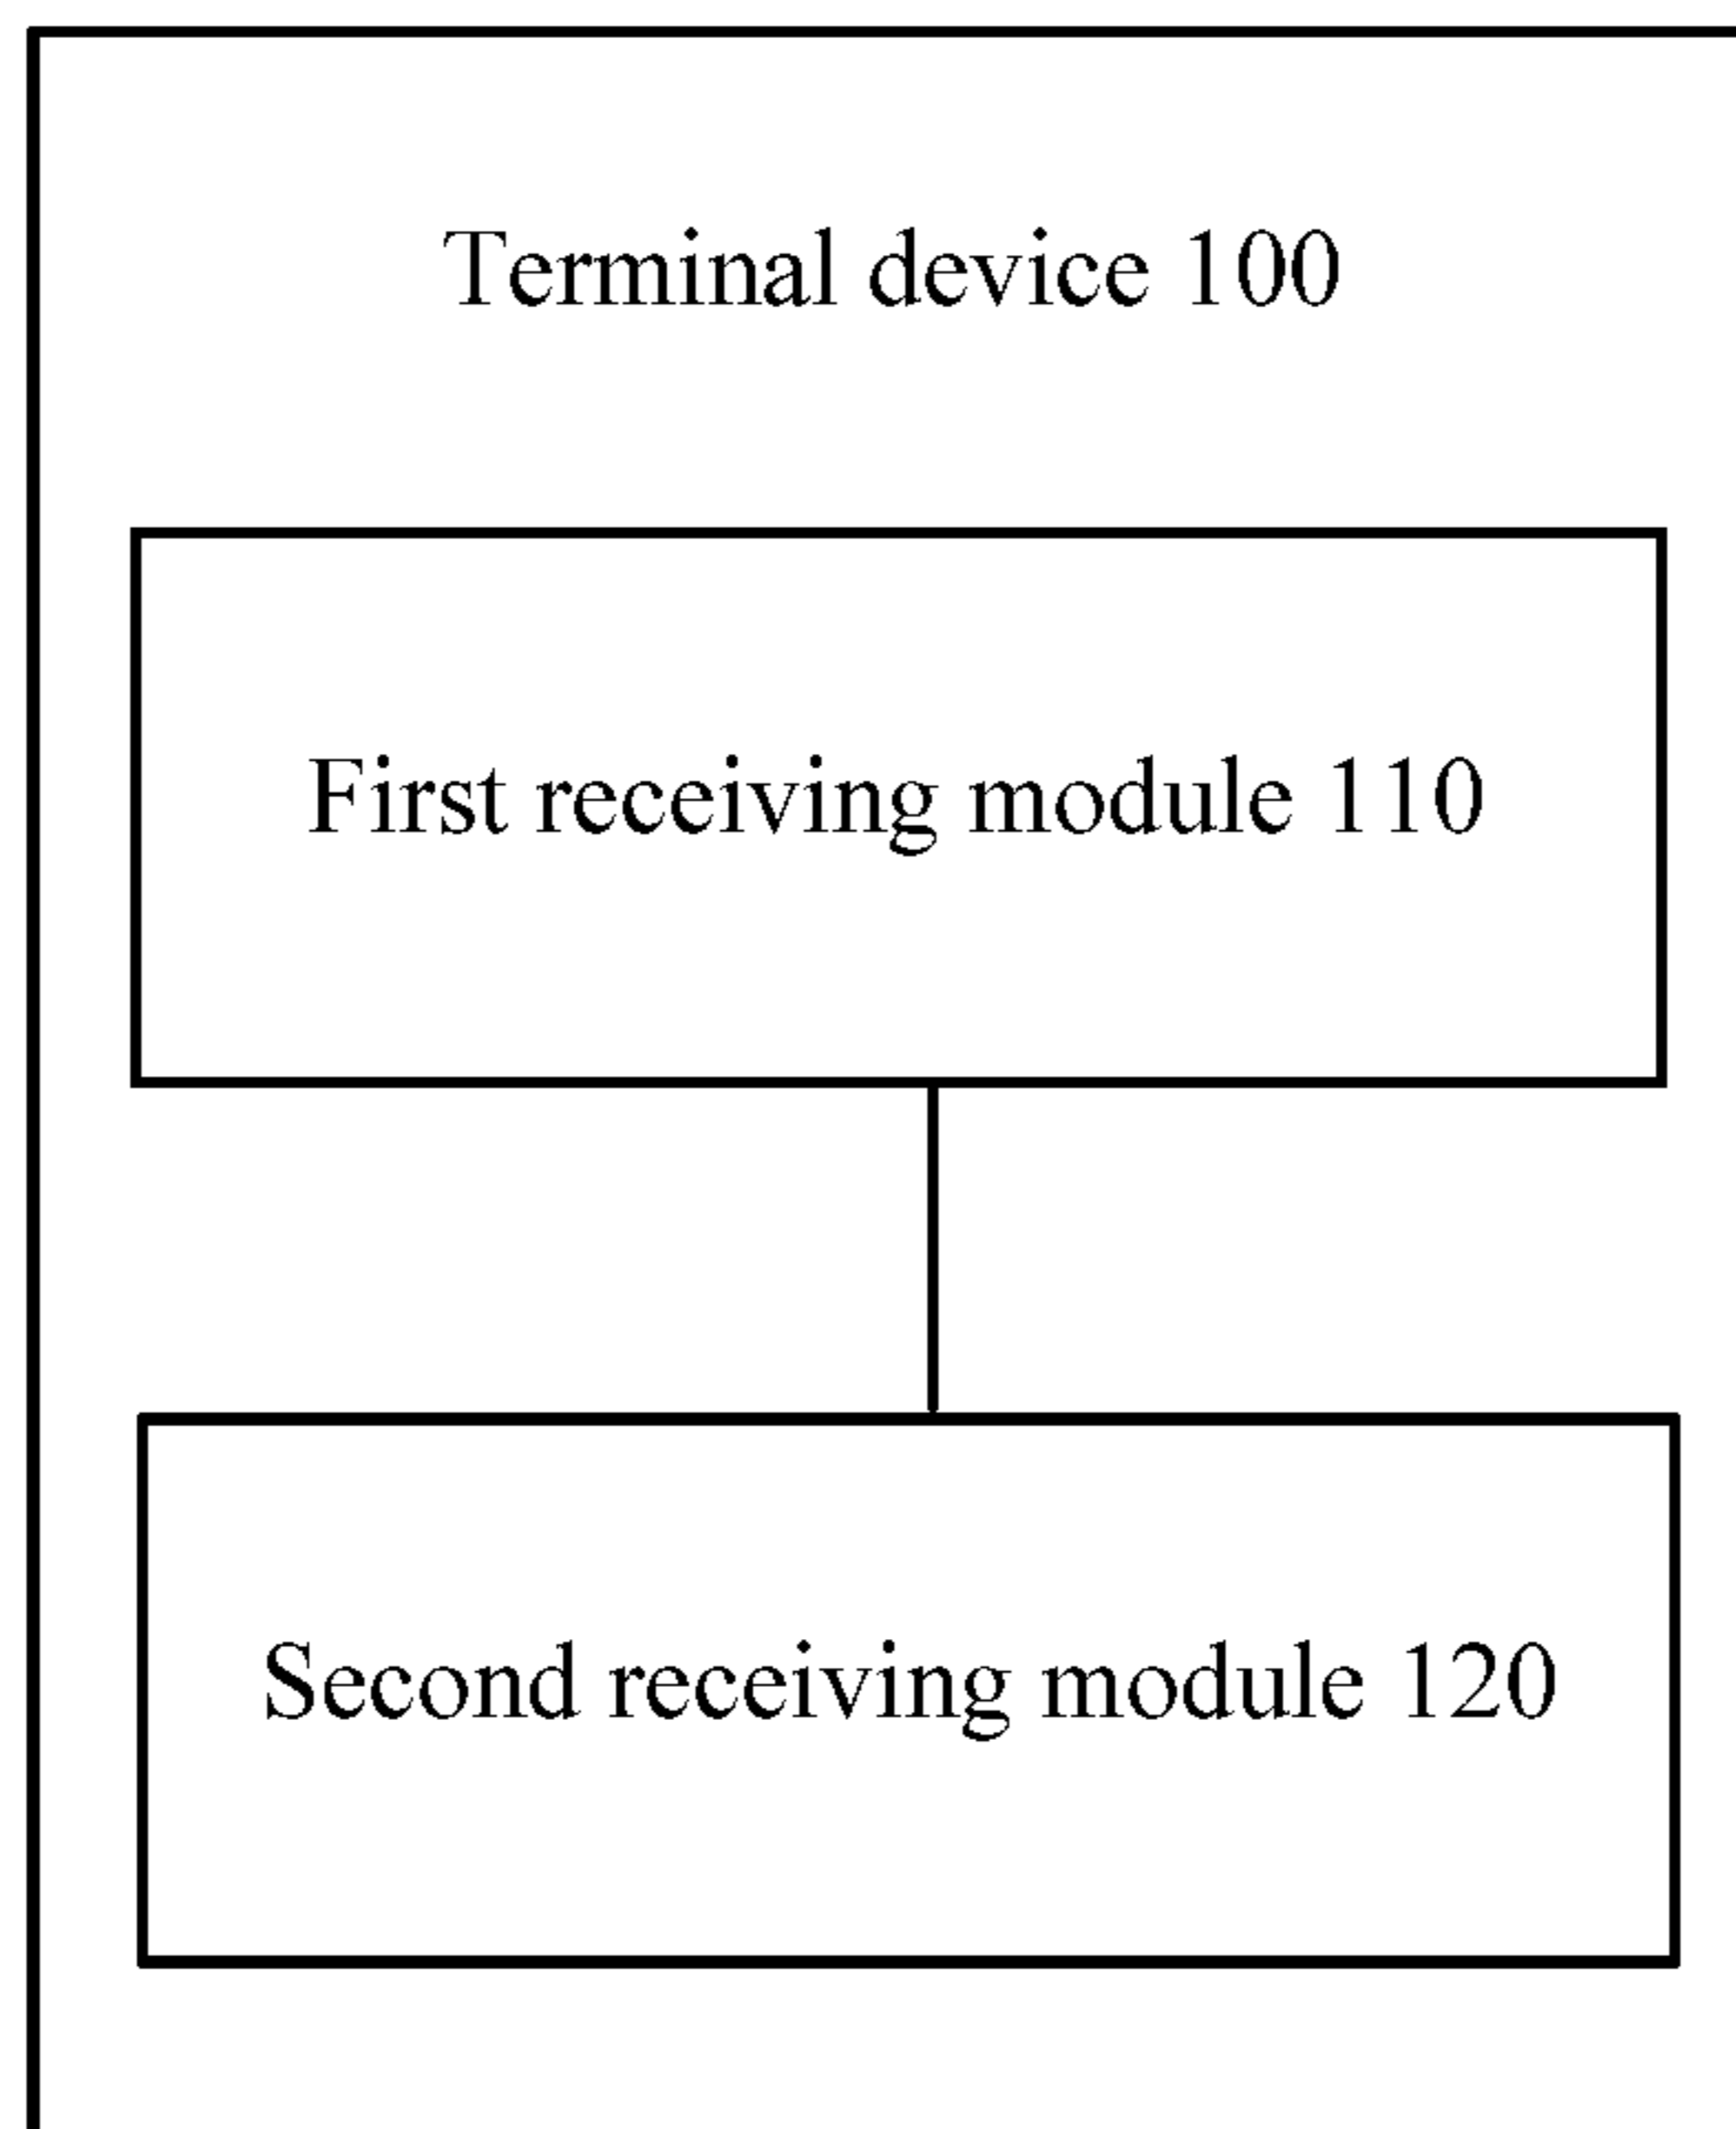 Terminal device 100
First receiving module 110
Second receiving module 120